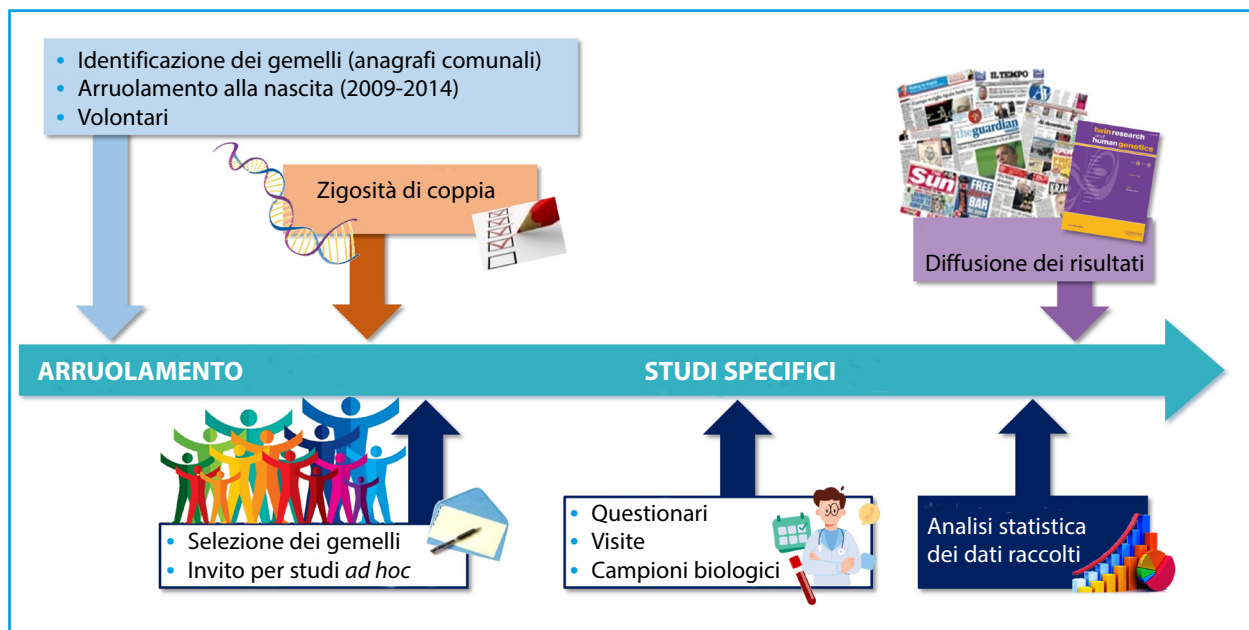 • Identificazione dei gemelli (anagrafi comunali)
• Arruolamento alla nascita (2009-2014)
• Volontari
Zigosità di coppia
IL TEMPO
theguardian
Sun
FREE
BAR
twin research
and
human genetics
Diffusione dei risultati
ARRUOLAMENTO
STUDI SPECIFICI
• Selezione dei gemelli
• Invito per studi ad hoc
• Questionari
• Visite
• Campioni biologici
Analisi statistica
dei dati raccolti